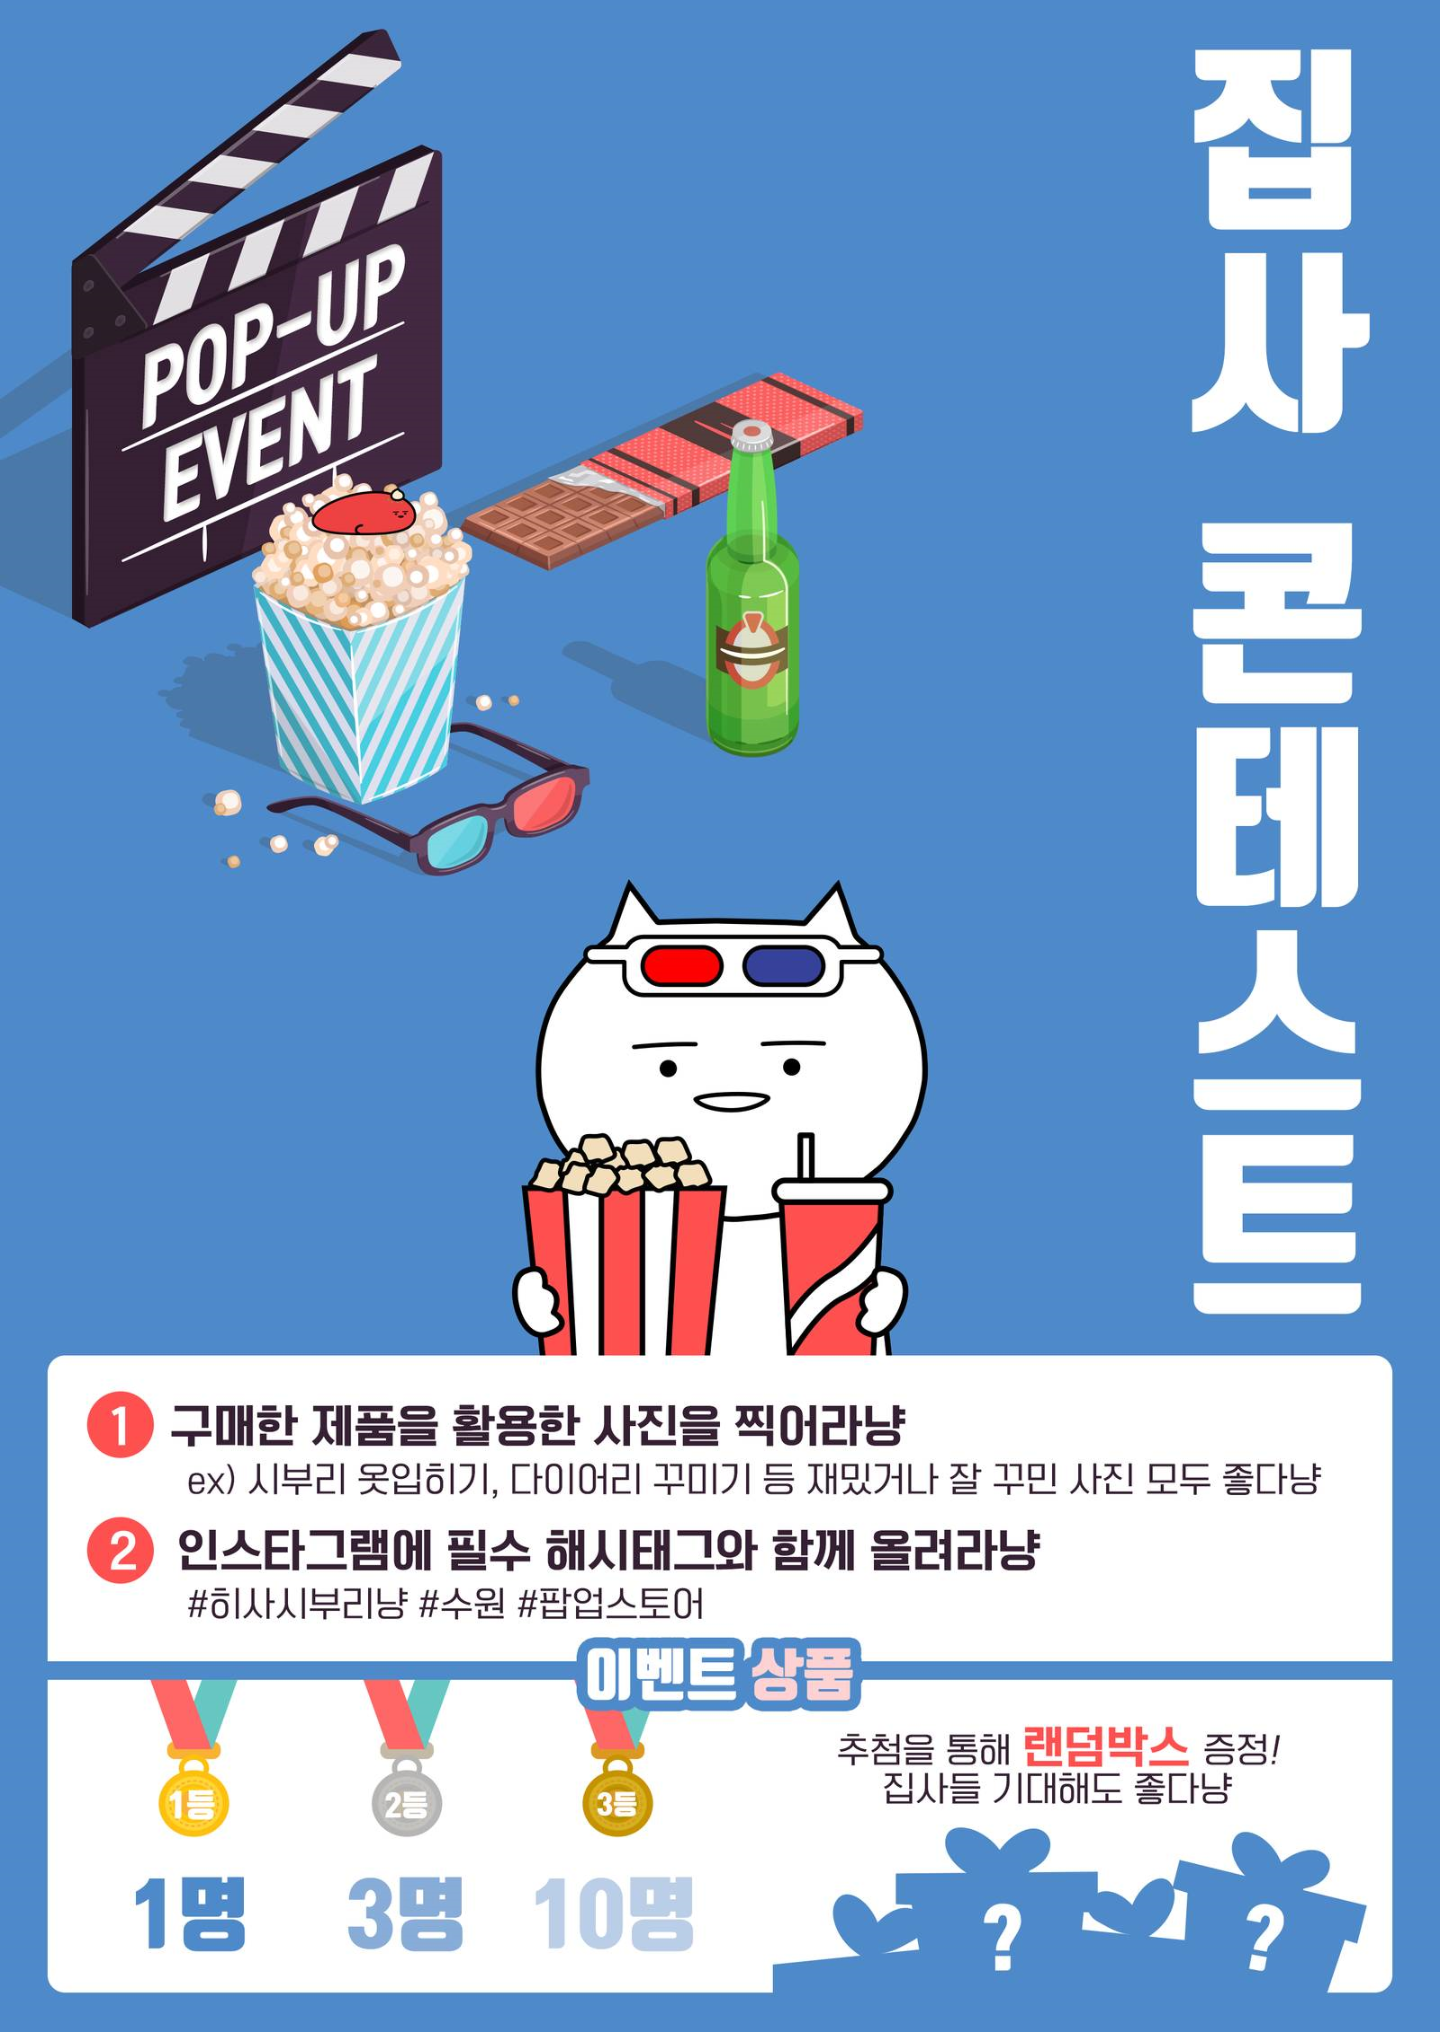 POP-UP
EVENT
집사 콘테스트
1 구매한 제품을 활용한 사진을 찍어라냥
ex) 시부리 옷입히기, 다이어리 꾸미기 등 재밌거나 잘 꾸민 사진 모두 좋다냥
2 인스타그램에 필수 해시태그와 함께 올려라냥
#히사시부리냥 #수원 #팝업스토어
이벤트 상품
1등
2등
3등
1명
3명
10명
추첨을 통해 랜덤박스 증정!
집사들 기대해도 좋다냥
?
?